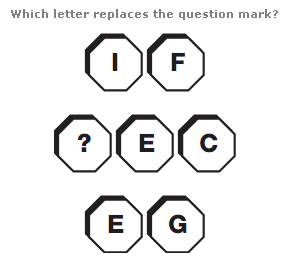 Which letter replaces the question mark?
I F
? E C
E G